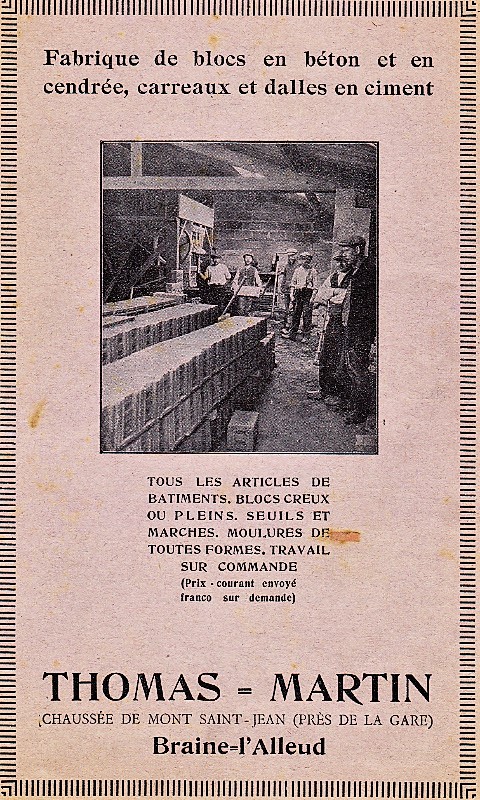 Fabrique de blocs en béton et en
cendrée, carreaux et dalles en ciment
TOUS LES ARTICLES DE
BATIMENTS. BLOCS CREUX
OU PLEINS. SEUILS ET
MARCHES. MOULURES DE
TOUTES FORMES. TRAVAIL
SUR COMMANDE
(Prix - courant envoyé
franco sur demande)
THOMAS = MARTIN
CHAUSSÉE DE MONT SAINT-JEAN (PRÈS DE LA GARE)
Braine=l'Alleud